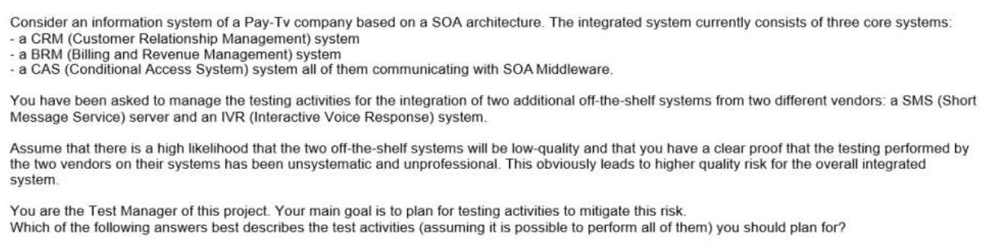 Consider an information system of a Pay-Tv company based on a SOA architecture. The integrated system currently consists of three core systems:
- a CRM (Customer Relationship Management) system
- a BRM (Billing and Revenue Management) system
- a CAS (Conditional Access System) system all of them communicating with SOA Middleware.
You have been asked to manage the testing activities for the integration of two additional off-the-shelf systems from two different vendors: a SMS (Short
Message Service) server and an IVR (Interactive Voice Response) system.
Assume that there is a high likelihood that the two off-the-shelf systems will be low-quality and that you have a clear proof that the testing performed by
the two vendors on their systems has been unsystematic and unprofessional. This obviously leads to higher quality risk for the overall integrated
system.
You are the Test Manager of this project. Your main goal is to plan for testing activities to mitigate this risk.
Which of the following answers best describes the test activities (assuming it is possible to perform all of them) you should plan for?